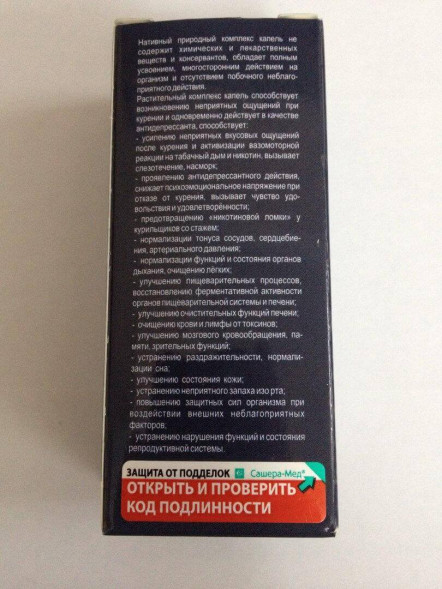 Нативный природный комплекс капель не
содержит химических и лекарственных
веществ и консервантов, обладает полным
усвоением, многосторонним действием на
организм и отсутствием побочного неблаго-
приятного действия.
Растительный комплекс капель способствует
возникновению неприятных ощущений при
курении и одновременно действует в качестве
антидепрессанта, способствует:
- усилению неприятных вкусовых ощущений
после курения и активизации вазомоторной
реакции на табачный дым и никотин, вызывает
слезотечение, насморк;
- проявлению антидепрессантного действия,
снижает психоэмоциональное напряжение при
отказе от курения, вызывает чувство удо-
вольствия и удовлетворённости;
- предотвращению «никотиновой ломки» у
курильщиков со стажем;
- нормализации тонуса сосудов, сердцебие-
ния, артериального давления;
- нормализации функций и состояния органов
дыхания, очищению лёгких;
- улучшению пищеварительных процессов,
восстановлению ферментативной активности
органов пищеварительной системы и печени;
- улучшению очистительных функций печени;
- очищению крови и лимфы от токсинов;
- улучшению мозгового кровообращения, па-
мяти, зрительных функций;
- устранению раздражительности, нормали-
зации сна;
- улучшению состояния кожи;
- устранению неприятного запаха изо рта;
- повышению защитных сил организма при
воздействии внешних неблагоприятных
факторов;
- устранению нарушения функций и состояния
репродуктивной системы.
ЗАЩИТА ОТ ПОДДЕЛОК Сашера-Мед®
ОТКРЫТЬ И ПРОВЕРИТЬ
КОД ПОДЛИННОСТИ